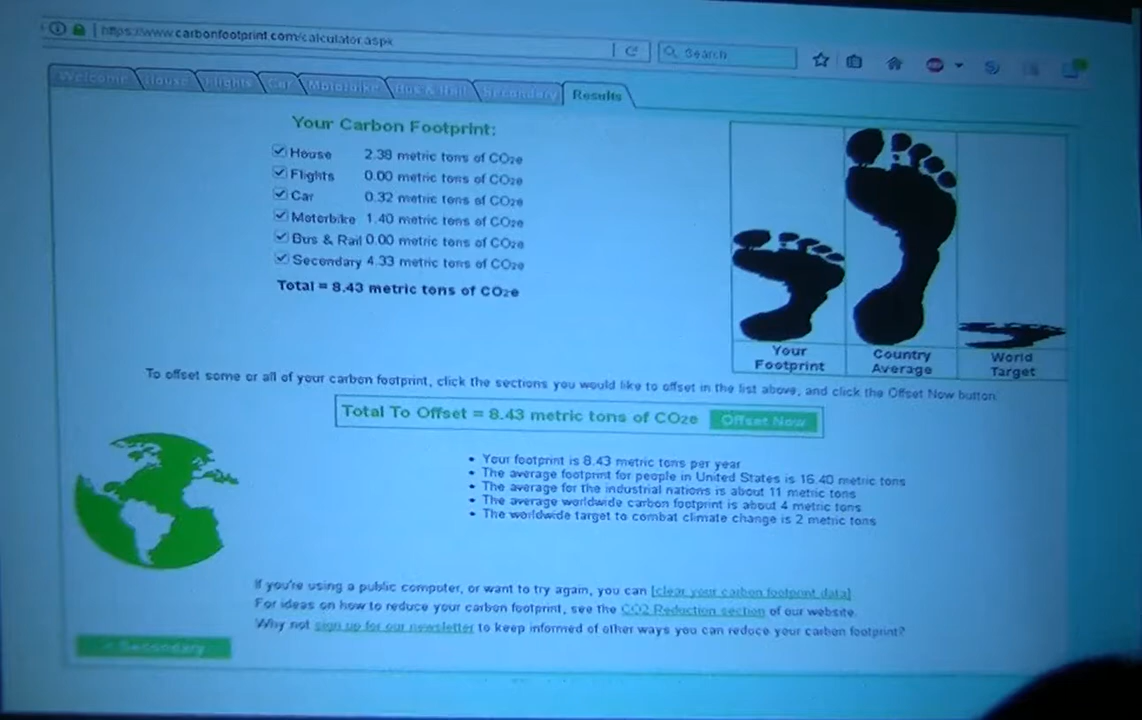 https://www.carbonfootprint.com/calculator.aspx
Search
Welcome House Flights Car Motorbike Bus & Rail Secondary Results
Your Carbon Footprint:
House 2.38 metric tons of CO2e
Flights 0.00 metric tons of CO2e
Car 0.32 metric tons of CO2e
Motorbike 1.40 metric tons of CO2e
Bus & Rail 0.00 metric tons of CO2e
Secondary 4.33 metric tons of CO2e
Total = 8.43 metric tons of CO2e
Your Footprint
Country Average
World Target
To offset some or all of your carbon footprint, click the sections you would like to offset in the list above, and click the Offset Now button.
Total To Offset = 8.43 metric tons of CO2e Offset Now
• Your footprint is 8.43 metric tons per year
• The average footprint for people in United States is 16.40 metric tons
• The average for the industrial nations is about 11 metric tons
• The average worldwide carbon footprint is about 4 metric tons
• The worldwide target to combat climate change is 2 metric tons
If you're using a public computer, or want to try again, you can [clear your carbon footprint data]
For ideas on how to reduce your carbon footprint, see the CO2 Reduction section of our website.
Why not sign up for our newsletter to keep informed of other ways you can reduce your carbon footprint?
< Secondary